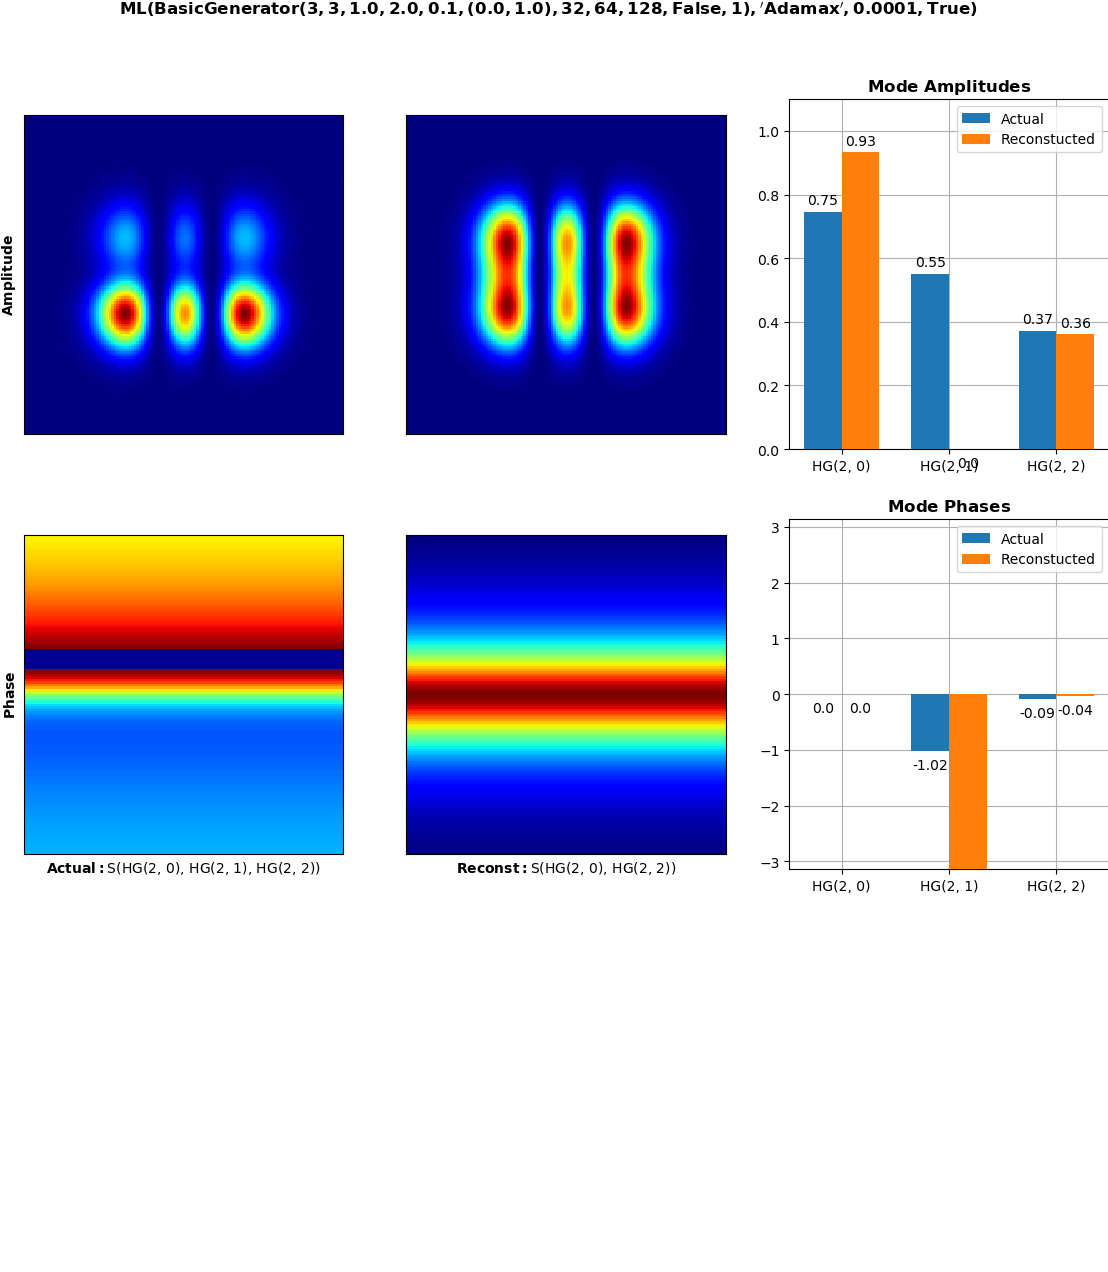 ML(BasicGenerator(3, 3, 1.0, 2.0, 0.1, (0.0, 1.0), 32, 64, 128, False, 1), 'Adamax', 0.0001, True)
Amplitude
Mode Amplitudes
Actual
Reconstucted
1.0
0.8
0.6
0.4
0.2
0.0
0.75
0.93
0.55
0.0
0.37
0.36
HG(2, 0)
HG(2, 1)
HG(2, 2)
Phase
Actual: S(HG(2, 0), HG(2, 1), HG(2, 2))
Reconst: S(HG(2, 0), HG(2, 2))
Mode Phases
Actual
Reconstucted
3
2
1
0
−1
−2
−3
0.0
0.0
-1.02
-0.09
-0.04
HG(2, 0)
HG(2, 1)
HG(2, 2)